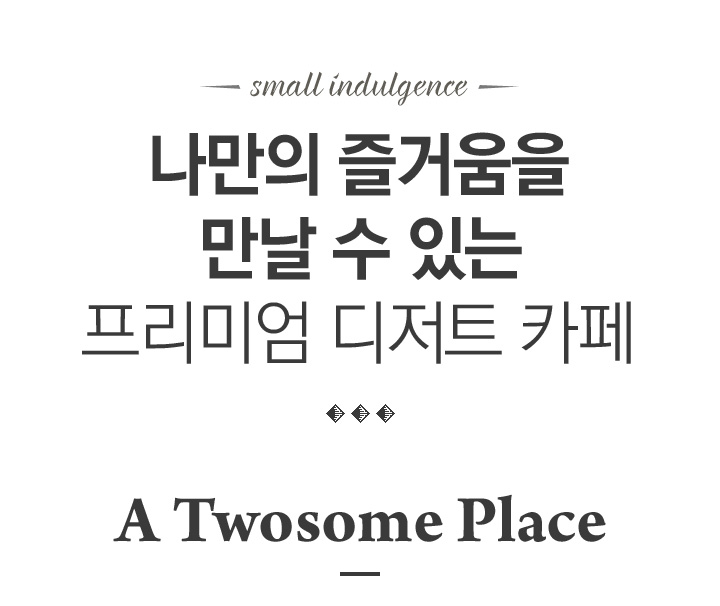 small indulgence
나만의 즐거움을
만날 수 있는
프리미엄 디저트 카페
A Twosome Place